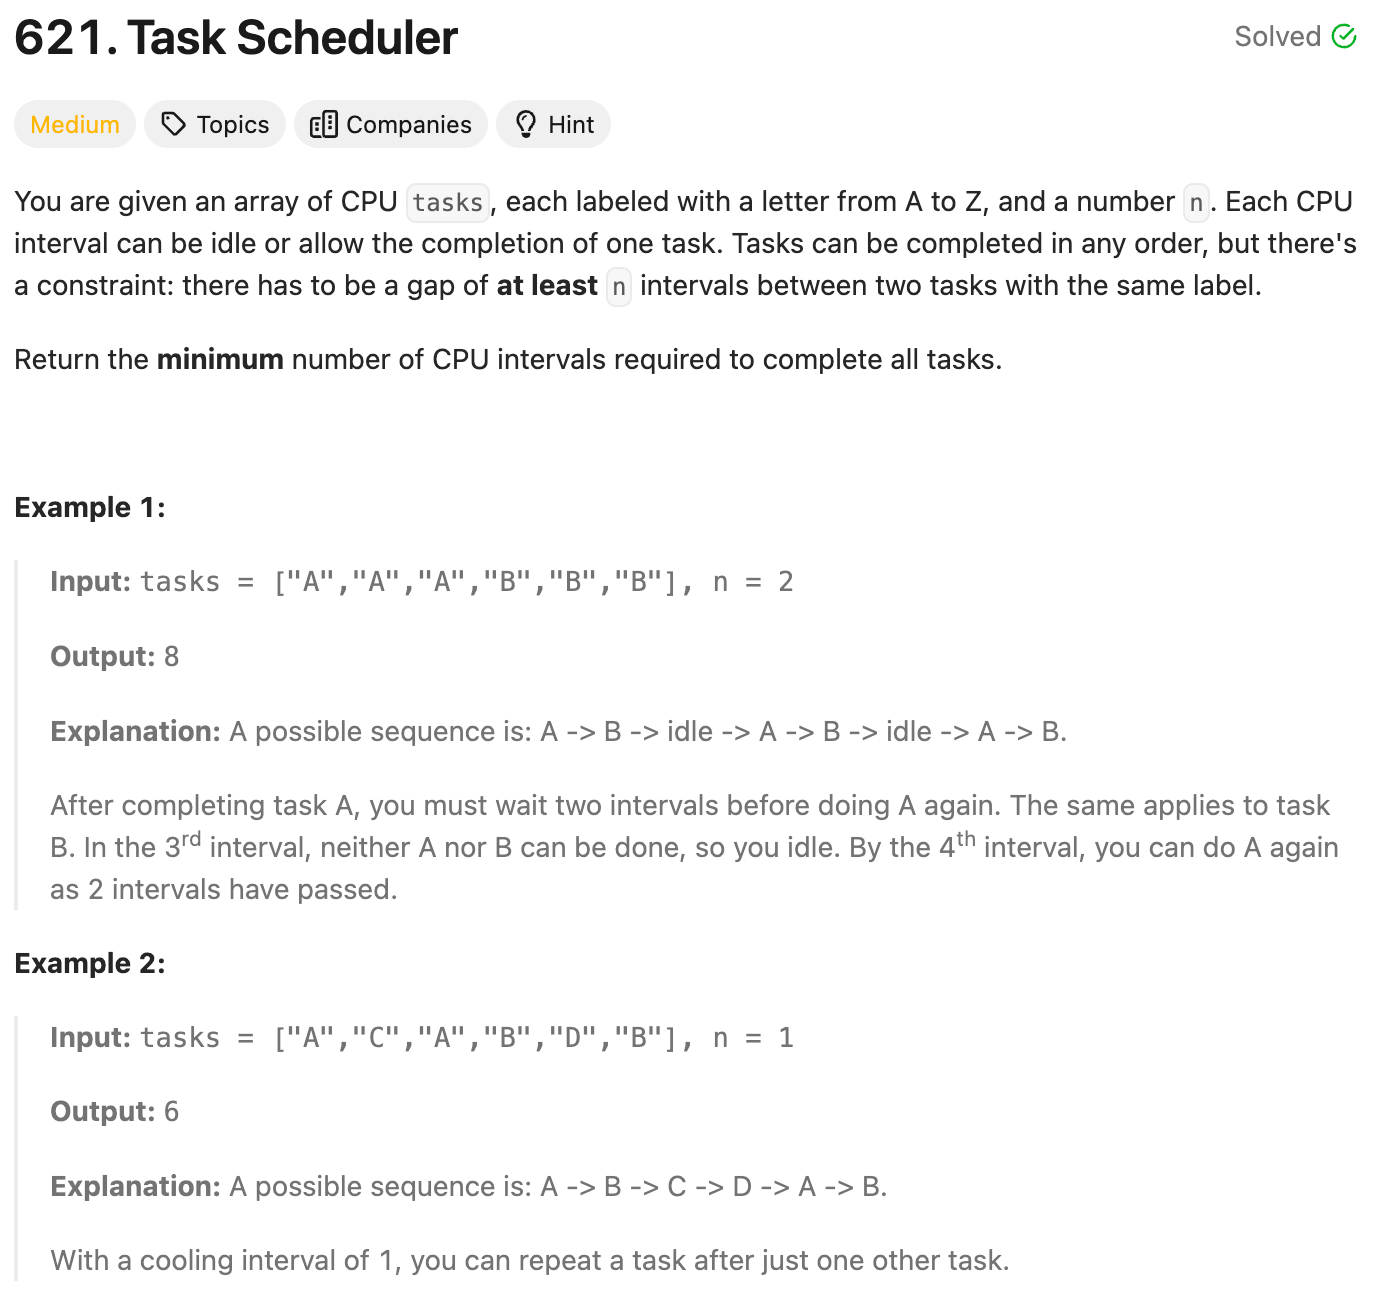 621. Task Scheduler
Solved
Medium Topics Companies Hint
You are given an array of CPU tasks, each labeled with a letter from A to Z, and a number n. Each CPU
interval can be idle or allow the completion of one task. Tasks can be completed in any order, but there's
a constraint: there has to be a gap of at least n intervals between two tasks with the same label.
Return the minimum number of CPU intervals required to complete all tasks.
Example 1:
Input: tasks = ["A","A","A","B","B","B"], n = 2
Output: 8
Explanation: A possible sequence is: A -> B -> idle -> A -> B -> idle -> A -> B.
After completing task A, you must wait two intervals before doing A again. The same applies to task
B. In the 3rd interval, neither A nor B can be done, so you idle. By the 4th interval, you can do A again
as 2 intervals have passed.
Example 2:
Input: tasks = ["A","C","A","B","D","B"], n = 1
Output: 6
Explanation: A possible sequence is: A -> B -> C -> D -> A -> B.
With a cooling interval of 1, you can repeat a task after just one other task.